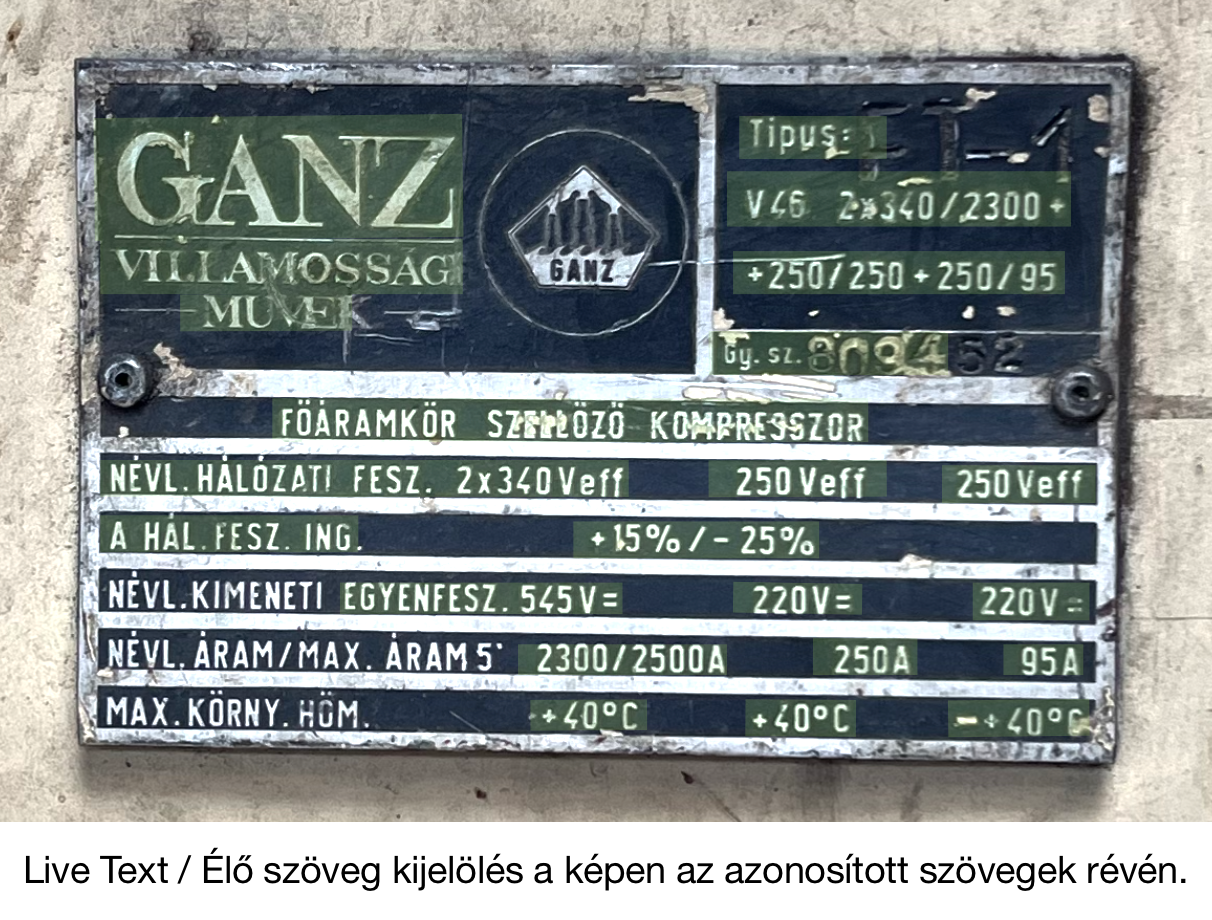 GANZ
VILLAMOSSÁGI
MŰVEK
GANZ
Tipus: ET-1
V46 2x340/2300+
+250/250+250/95
Gy. sz. 809452
FŐÁRAMKÖR SZELLŐZŐ KOMPRESSZOR
NÉVL. HÁLÓZATI FESZ. 2x340Veff 250Veff 250Veff
A HÁL. FESZ. ING. +15%/-25%
NÉVL. KIMENETI EGYENFESZ. 545V= 220V= 220V=
NÉVL. ÁRAM/MAX. ÁRAM 5' 2300/2500A 250A 95A
MAX. KÖRNY. HŐM. +40°C +40°C +40°C
Live Text / Élő szöveg kijelölés a képen az azonosított szövegek révén.